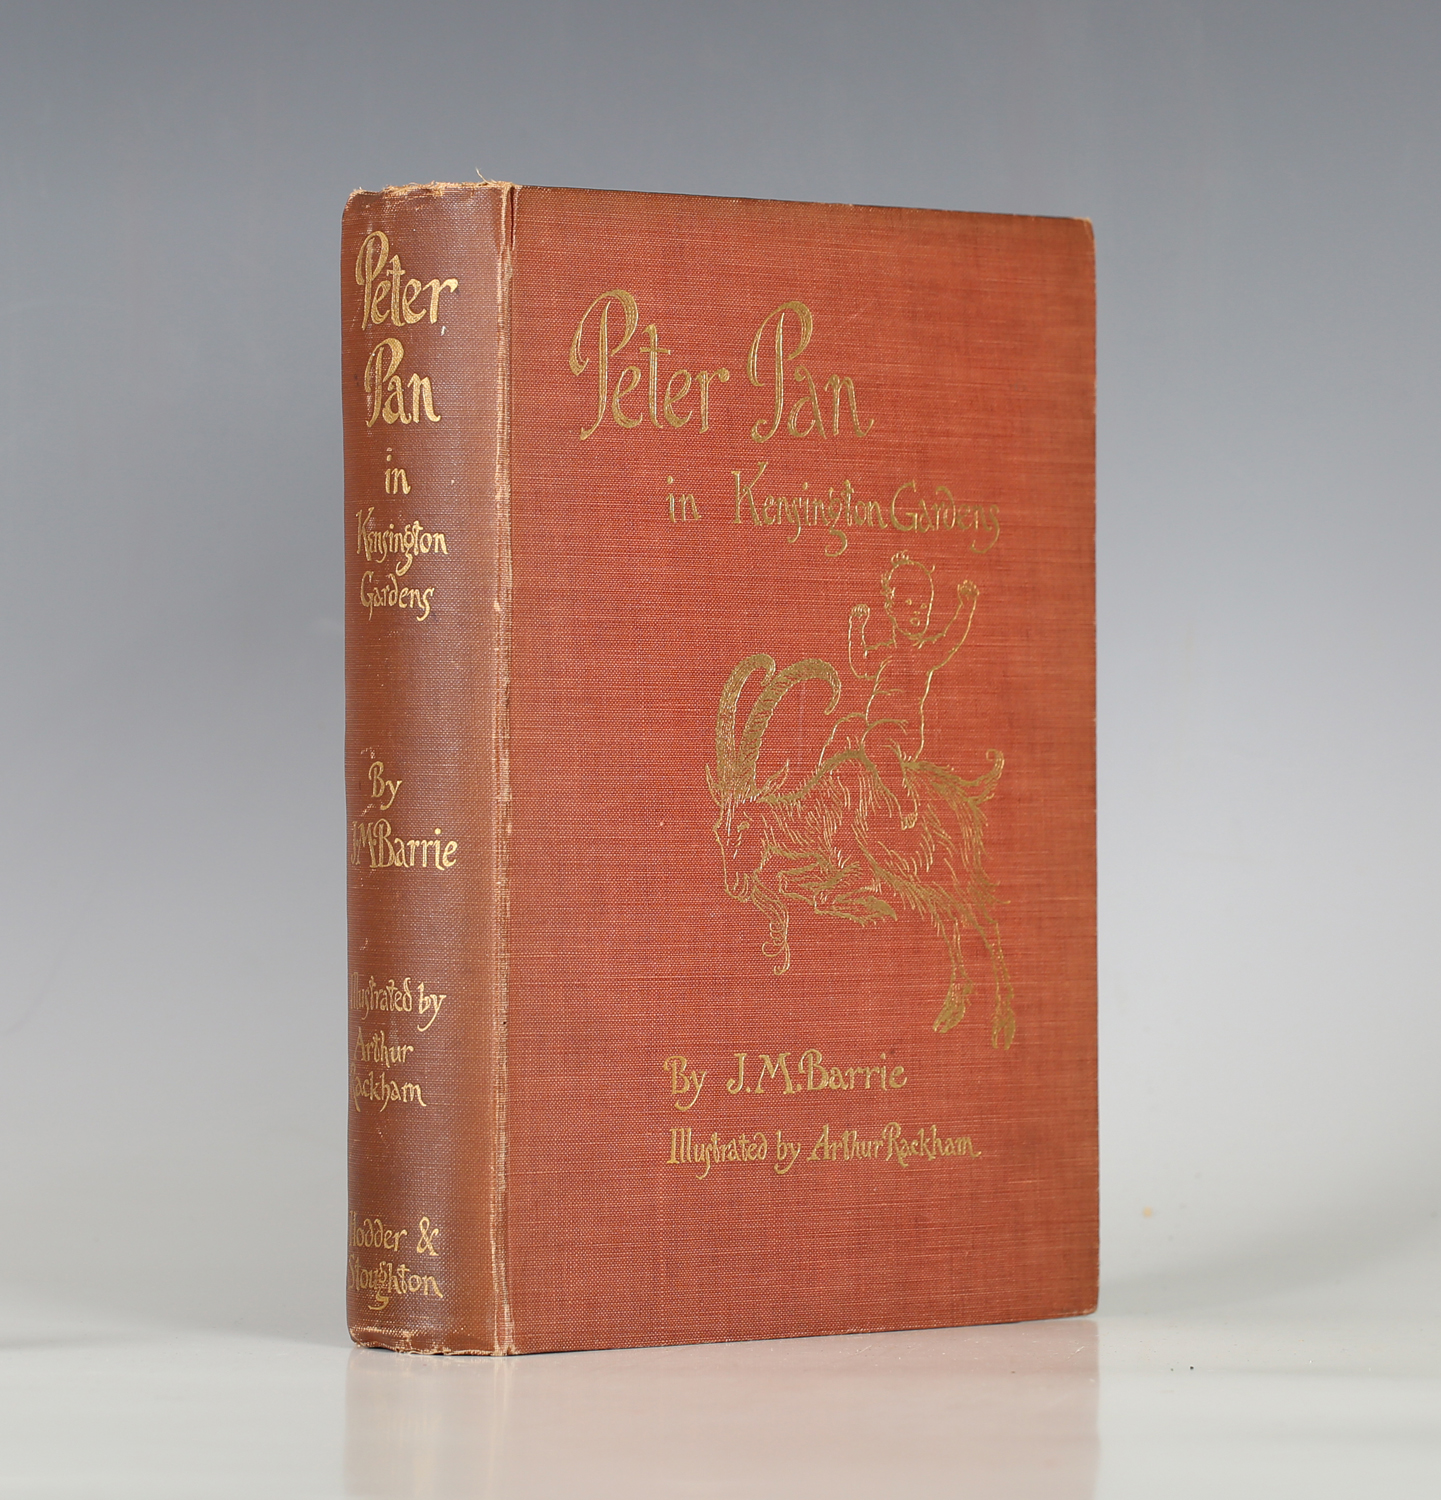 Peter
Pan
in
Kensington
Gardens
By
J.M.Barrie
Illustrated by
Arthur
Rackham
Hodder &
Stoughton
Peter Pan
in Kensington Gardens
By J.M.Barrie
Illustrated by Arthur Rackham